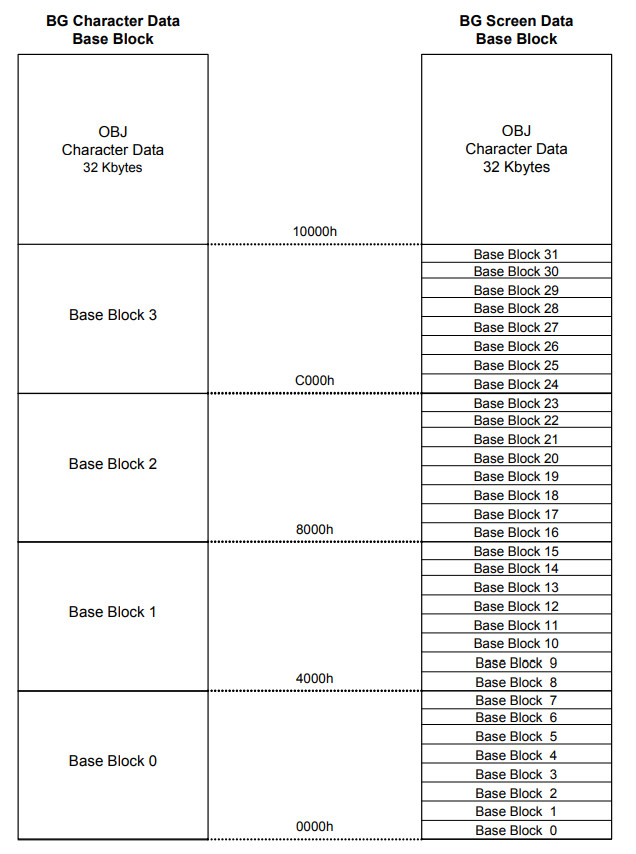 BG Character Data
Base Block
BG Screen Data
Base Block
OBJ
Character Data
32 Kbytes
OBJ
Character Data
32 Kbytes
10000h
Base Block 3
Base Block 31
Base Block 30
Base Block 29
Base Block 28
Base Block 27
Base Block 26
Base Block 25
Base Block 24
C000h
Base Block 2
Base Block 23
Base Block 22
Base Block 21
Base Block 20
Base Block 19
Base Block 18
Base Block 17
Base Block 16
8000h
Base Block 1
Base Block 15
Base Block 14
Base Block 13
Base Block 12
Base Block 11
Base Block 10
Base Block 9
Base Block 8
4000h
Base Block 0
Base Block 7
Base Block 6
Base Block 5
Base Block 4
Base Block 3
Base Block 2
Base Block 1
Base Block 0
0000h